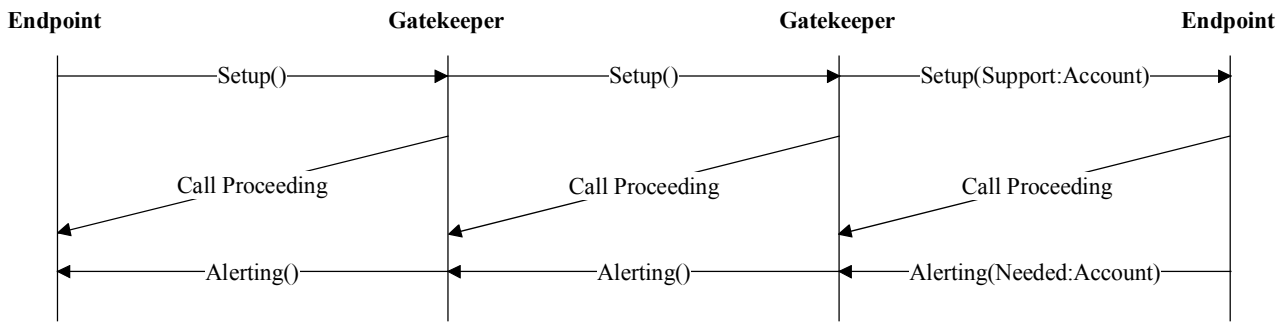 Endpoint Gatekeeper Gatekeeper Endpoint
Setup() Setup() Setup(Support:Account)
Call Proceeding Call Proceeding Call Proceeding
Alerting() Alerting() Alerting(Needed:Account)